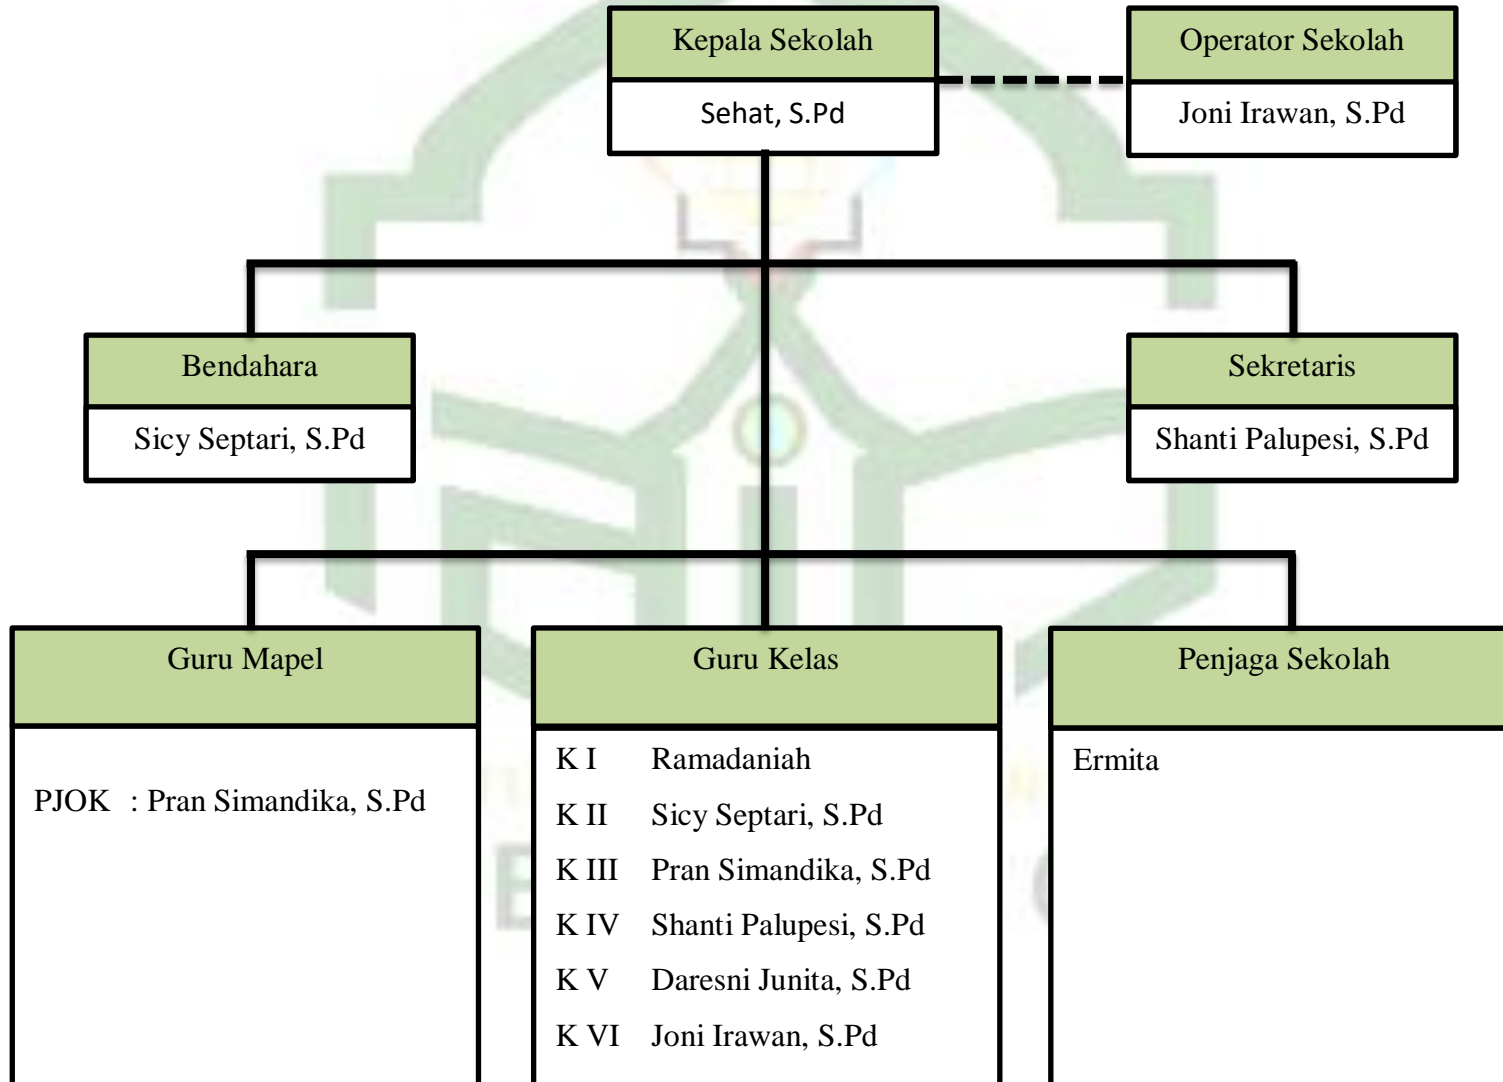 Kepala Sekolah
Sehat, S.Pd
Operator Sekolah
Joni Irawan, S.Pd
Bendahara
Sicy Septari, S.Pd
Sekretaris
Shanti Palupesi, S.Pd
Guru Mapel
PJOK : Pran Simandika, S.Pd
Guru Kelas
K I Ramadaniah
K II Sicy Septari, S.Pd
K III Pran Simandika, S.Pd
K IV Shanti Palupesi, S.Pd
K V Daresni Junita, S.Pd
K VI Joni Irawan, S.Pd
Penjaga Sekolah
Ermita